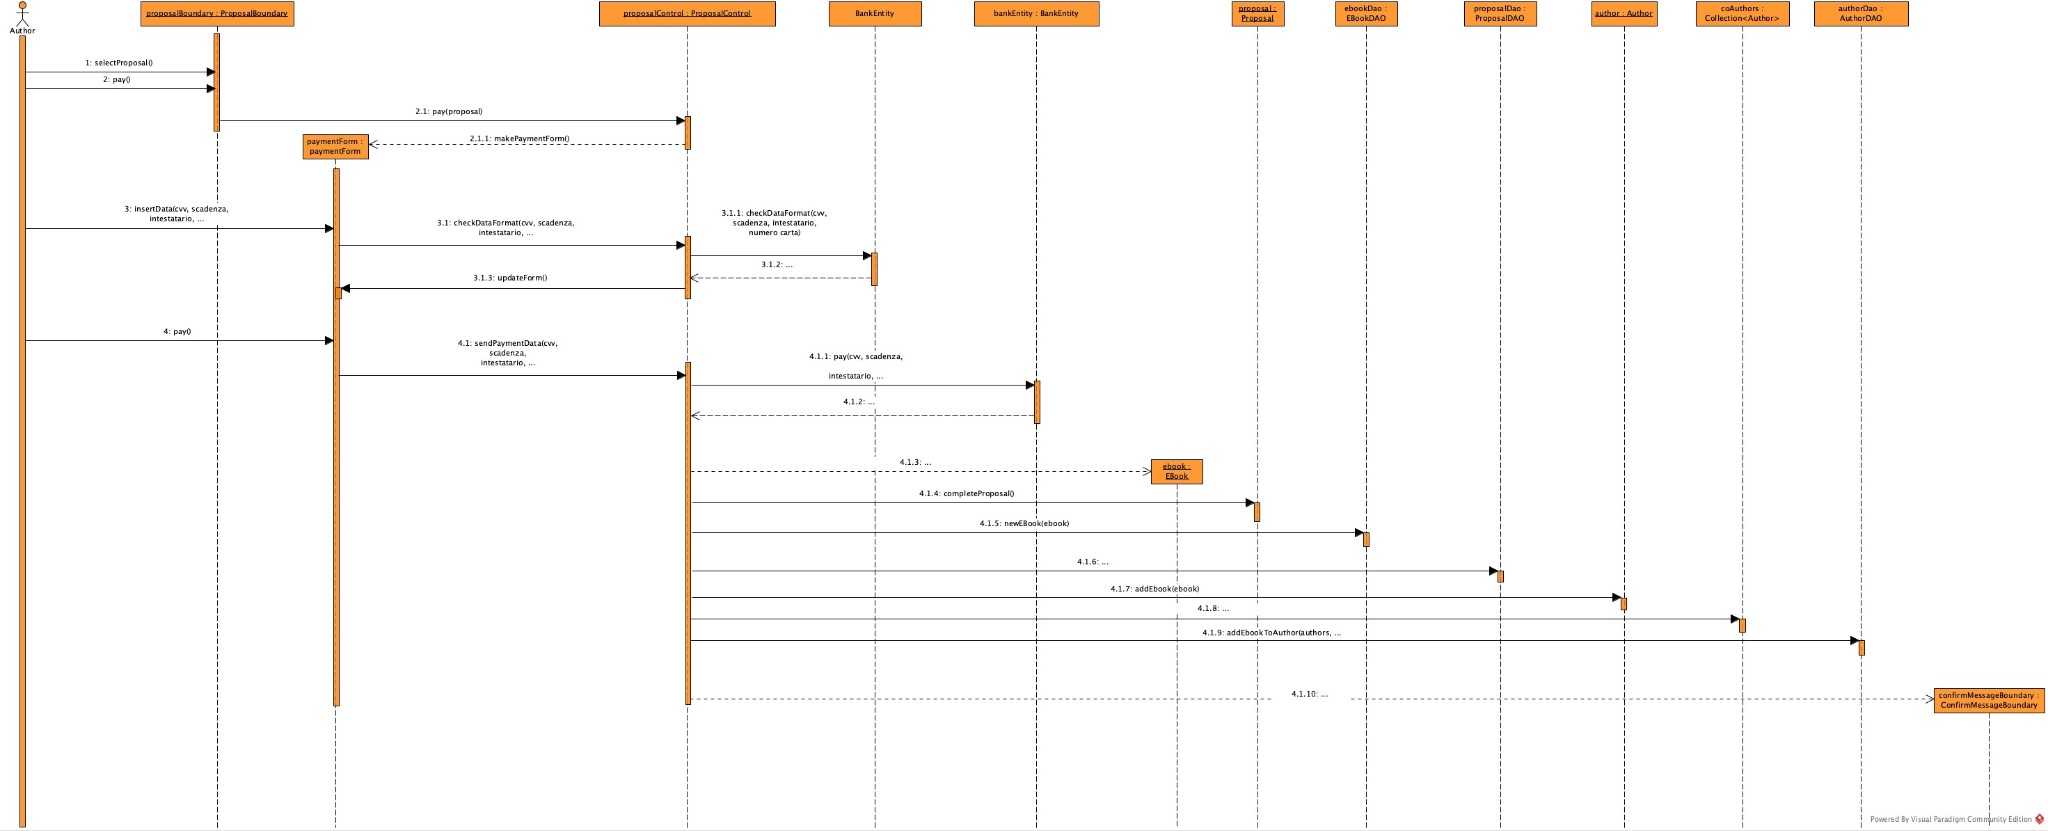 Author
proposalBoundary : ProposalBoundary
proposalControl : ProposalControl
BankEntity
bankEntity : BankEntity
proposal :
Proposal
ebookDao :
EBookDAO
proposalDao :
ProposalDAO
author : Author
coAuthors :
Collection<Author>
authorDao :
AuthorDAO
1: selectProposal()
2: pay()
2.1: pay(proposal)
2.1.1: makePaymentForm()
paymentForm :
paymentForm
3: insertData(cvv, scadenza,
intestatario, ...
3.1: checkDataFormat(cvv, scadenza,
intestatario, ...
3.1.1: checkDataFormat(cvv,
scadenza, intestatario,
numero carta)
3.1.2: ...
3.1.3: updateForm()
4: pay()
4.1: sendPaymentData(cvv,
scadenza,
intestatario, ...
4.1.1: pay(cvv, scadenza,
intestatario, ...
4.1.2: ...
4.1.3: ...
ebook :
EBook
4.1.4: completeProposal()
4.1.5: newEBook(ebook)
4.1.6: ...
4.1.7: addEbook(ebook)
4.1.8: ...
4.1.9: addEbookToAuthor(authors, ...
4.1.10: ...
confirmMessageBoundary :
ConfirmMessageBoundary
Powered By Visual Paradigm Community Edition